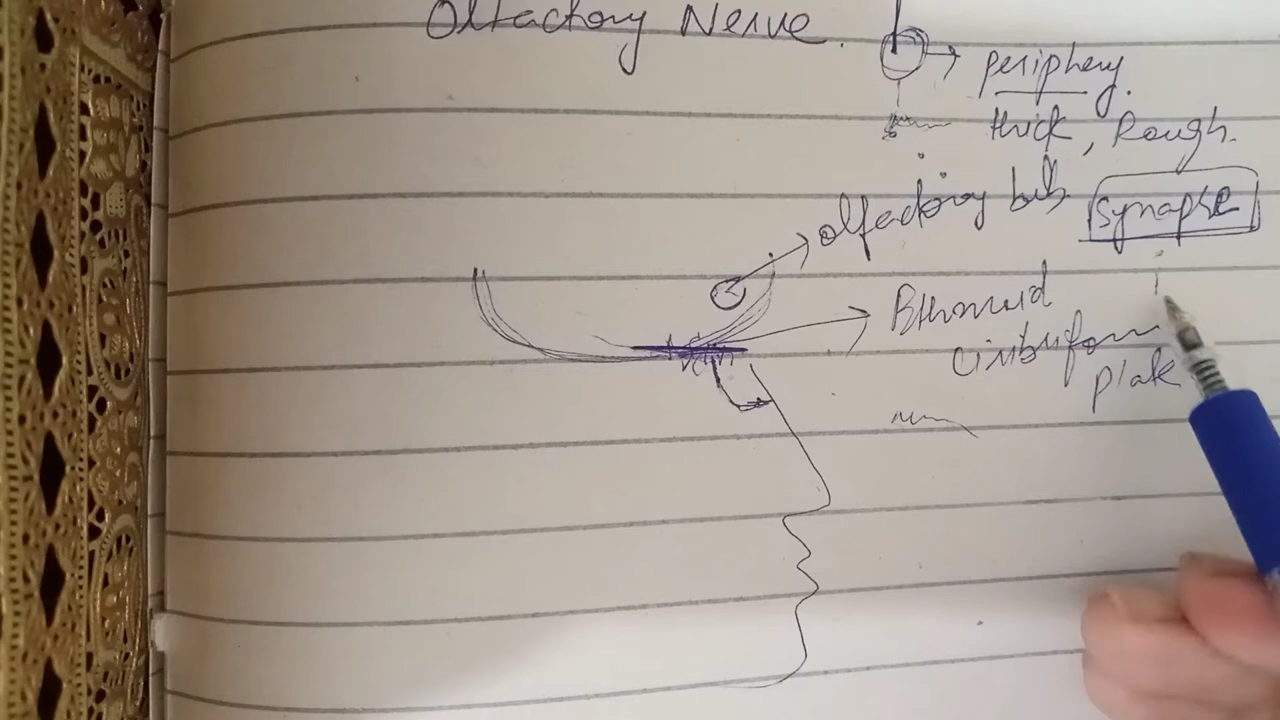 Olfactory Nerve.
periphery.
thick, Rough.
olfactory bulb
Synapse
Ethmoid
Cribriform
plate